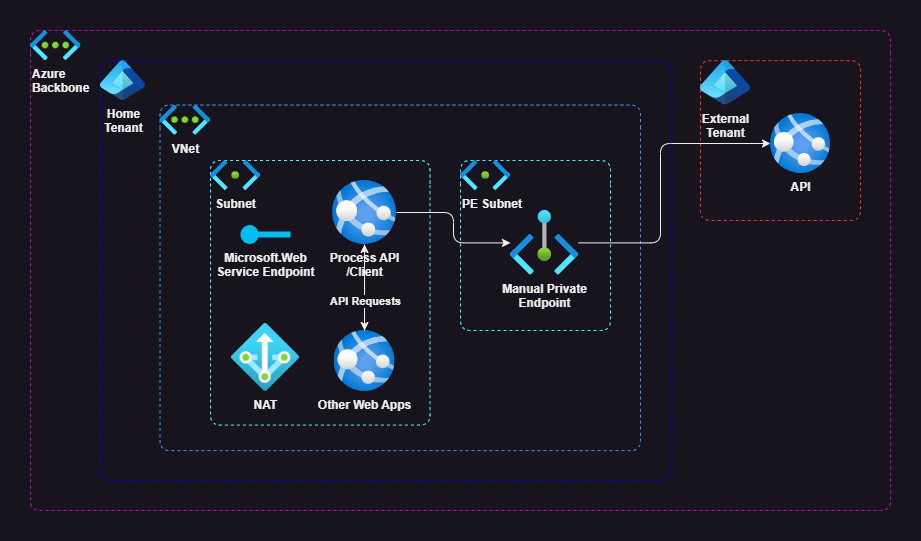 Azure
Backbone
Home
Tenant
VNet
Subnet
Microsoft.Web
Service Endpoint
Process API
/Client
API Requests
NAT
Other Web Apps
PE Subnet
Manual Private
Endpoint
External
Tenant
API